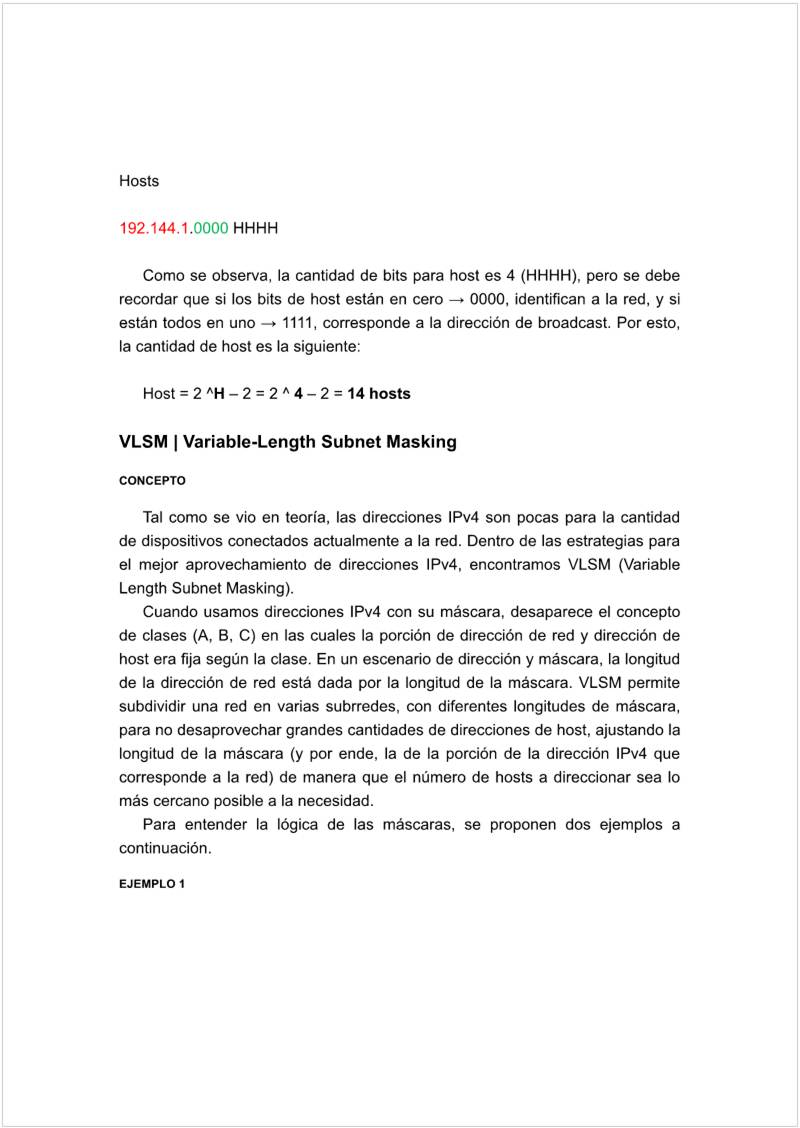 Hosts
192.144.1.0000 HHHH
Como se observa, la cantidad de bits para host es 4 (HHHH), pero se debe
recordar que si los bits de host están en cero → 0000, identifican a la red, y si
están todos en uno → 1111, corresponde a la dirección de broadcast. Por esto,
la cantidad de host es la siguiente:
Host = 2 ^H – 2 = 2 ^ 4 – 2 = 14 hosts
VLSM | Variable-Length Subnet Masking
CONCEPTO
Tal como se vio en teoría, las direcciones IPv4 son pocas para la cantidad
de dispositivos conectados actualmente a la red. Dentro de las estrategias para
el mejor aprovechamiento de direcciones IPv4, encontramos VLSM (Variable
Length Subnet Masking).
Cuando usamos direcciones IPv4 con su máscara, desaparece el concepto
de clases (A, B, C) en las cuales la porción de dirección de red y dirección de
host era fija según la clase. En un escenario de dirección y máscara, la longitud
de la dirección de red está dada por la longitud de la máscara. VLSM permite
subdividir una red en varias subrredes, con diferentes longitudes de máscara,
para no desaprovechar grandes cantidades de direcciones de host, ajustando la
longitud de la máscara (y por ende, la de la porción de la dirección IPv4 que
corresponde a la red) de manera que el número de hosts a direccionar sea lo
más cercano posible a la necesidad.
Para entender la lógica de las máscaras, se proponen dos ejemplos a
continuación.
EJEMPLO 1